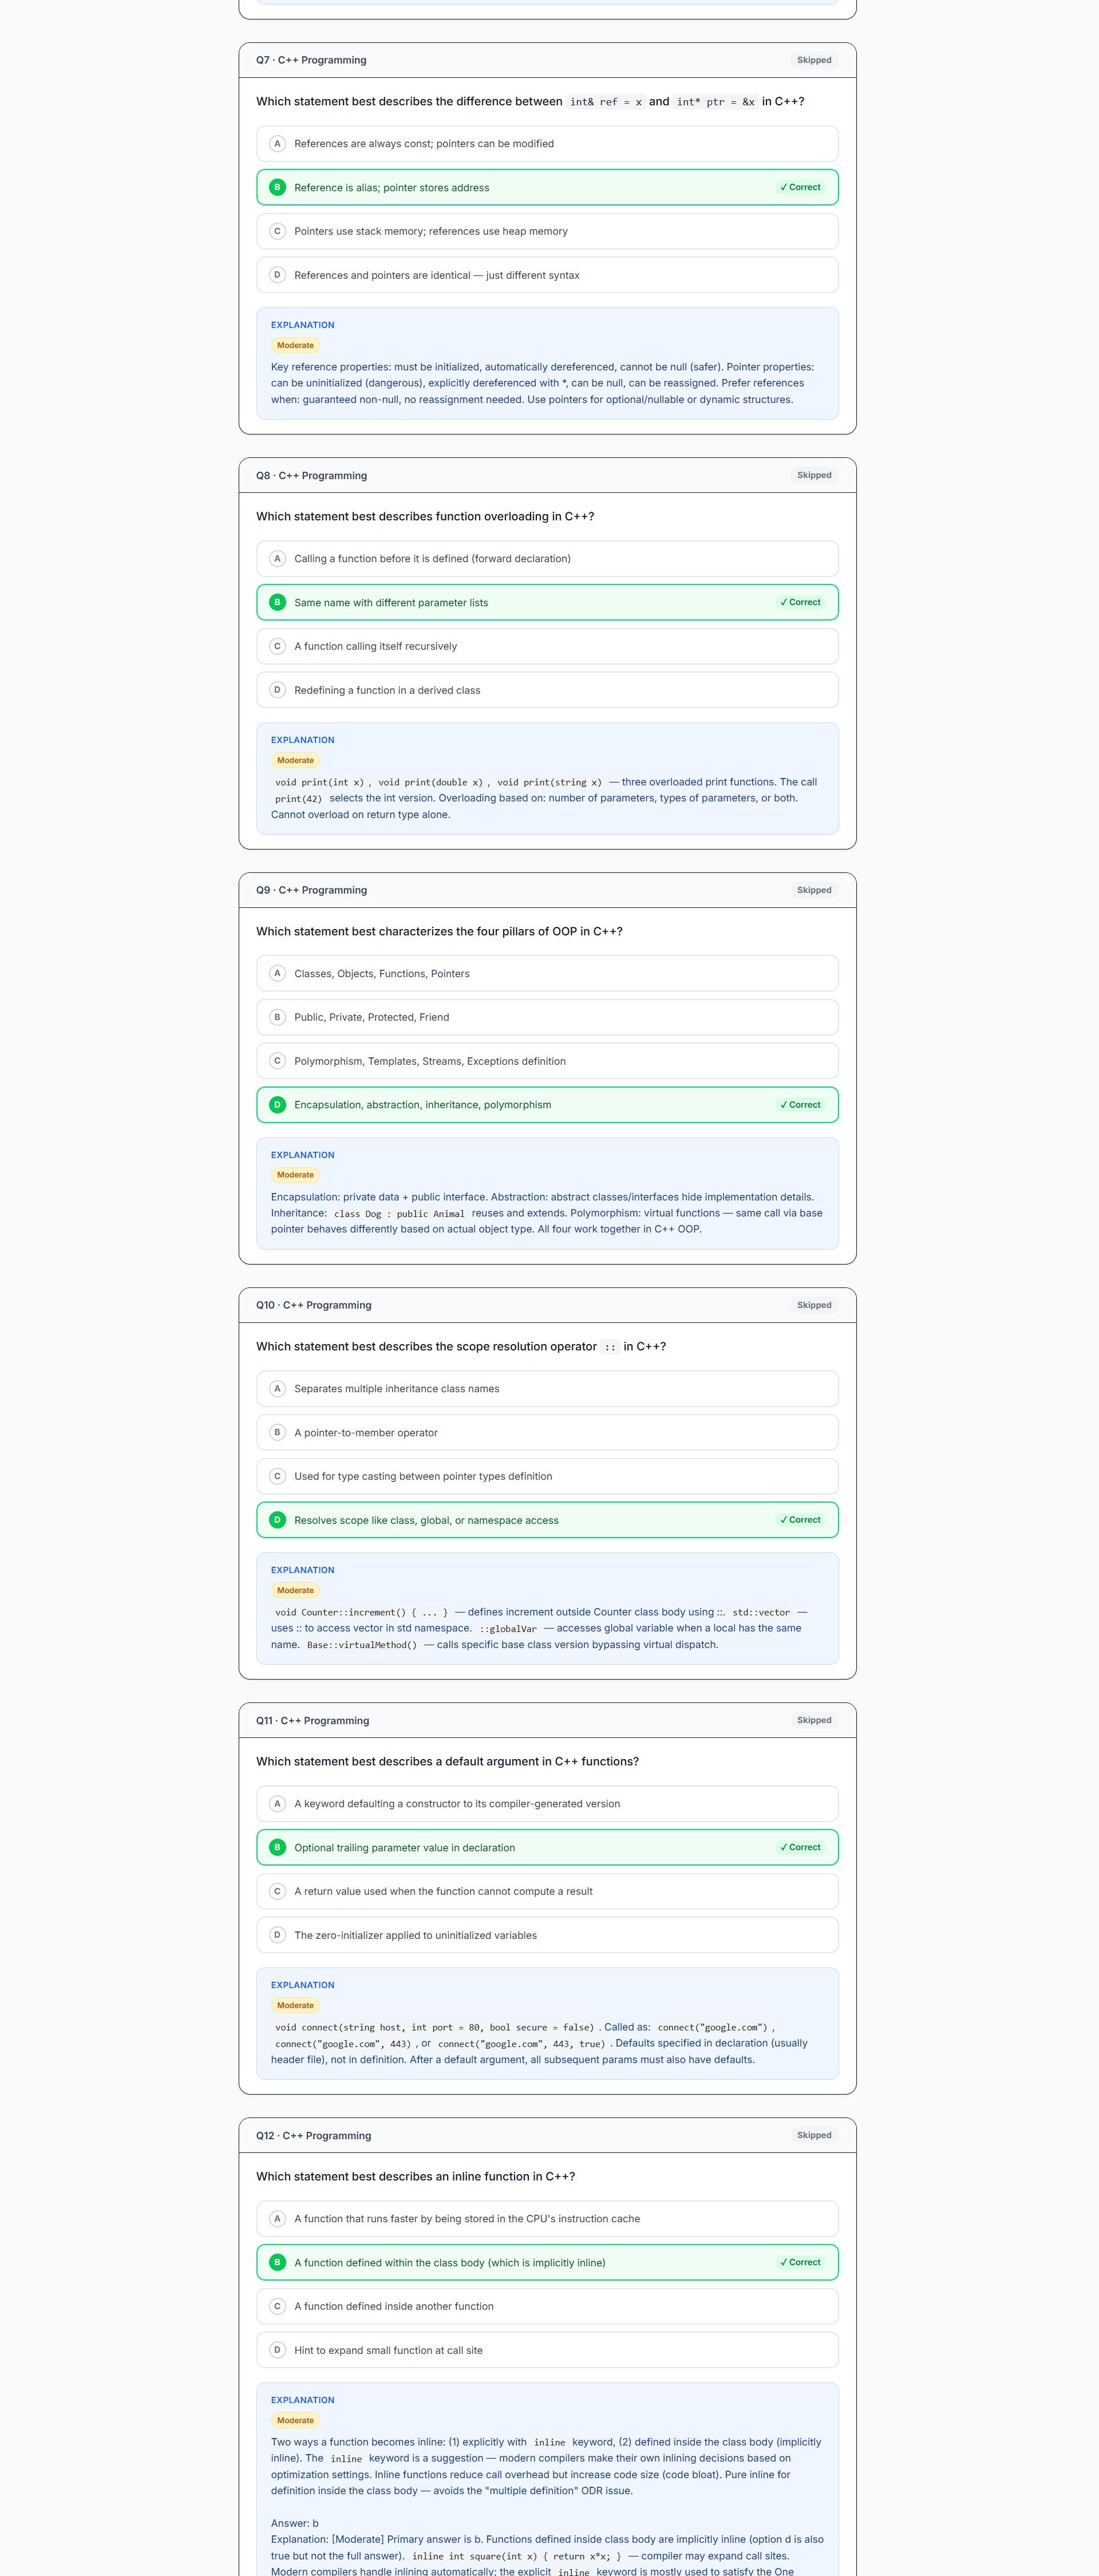 Q7 · C++ Programming
Skipped
Which statement best describes the difference between int& ref = x and int* ptr = &x in C++?
A References are always const; pointers can be modified
B Reference is alias; pointer stores address ✓ Correct
C Pointers use stack memory; references use heap memory
D References and pointers are identical — just different syntax
EXPLANATION
Moderate
Key reference properties: must be initialized, automatically dereferenced, cannot be null (safer). Pointer properties:
can be uninitialized (dangerous), explicitly dereferenced with *, can be null, can be reassigned. Prefer references
when: guaranteed non-null, no reassignment needed. Use pointers for optional/nullable or dynamic structures.
Q8 · C++ Programming
Skipped
Which statement best describes function overloading in C++?
A Calling a function before it is defined (forward declaration)
B Same name with different parameter lists ✓ Correct
C A function calling itself recursively
D Redefining a function in a derived class
EXPLANATION
Moderate
void print(int x) , void print(double x) , void print(string x) — three overloaded print functions. The call
print(42) selects the int version. Overloading based on: number of parameters, types of parameters, or both.
Cannot overload on return type alone.
Q9 · C++ Programming
Skipped
Which statement best characterizes the four pillars of OOP in C++?
A Classes, Objects, Functions, Pointers
B Public, Private, Protected, Friend
C Polymorphism, Templates, Streams, Exceptions definition
D Encapsulation, abstraction, inheritance, polymorphism ✓ Correct
EXPLANATION
Moderate
Encapsulation: private data + public interface. Abstraction: abstract classes/interfaces hide implementation details.
Inheritance: class Dog : public Animal reuses and extends. Polymorphism: virtual functions — same call via base
pointer behaves differently based on actual object type. All four work together in C++ OOP.
Q10 · C++ Programming
Skipped
Which statement best describes the scope resolution operator :: in C++?
A Separates multiple inheritance class names
B A pointer-to-member operator
C Used for type casting between pointer types definition
D Resolves scope like class, global, or namespace access ✓ Correct
EXPLANATION
Moderate
void Counter::increment() { ... } — defines increment outside Counter class body using ::. std::vector —
uses :: to access vector in std namespace. ::globalVar — accesses global variable when a local has the same
name. Base::virtualMethod() — calls specific base class version bypassing virtual dispatch.
Q11 · C++ Programming
Skipped
Which statement best describes a default argument in C++ functions?
A A keyword defaulting a constructor to its compiler-generated version
B Optional trailing parameter value in declaration ✓ Correct
C A return value used when the function cannot compute a result
D The zero-initializer applied to uninitialized variables
EXPLANATION
Moderate
void connect(string host, int port = 80, bool secure = false) . Called as: connect("google.com") ,
connect("google.com", 443) , or connect("google.com", 443, true) . Defaults specified in declaration (usually
header file), not in definition. After a default argument, all subsequent params must also have defaults.
Q12 · C++ Programming
Skipped
Which statement best describes an inline function in C++?
A A function that runs faster by being stored in the CPU's instruction cache
B A function defined within the class body (which is implicitly inline) ✓ Correct
C A function defined inside another function
D Hint to expand small function at call site
EXPLANATION
Moderate
Two ways a function becomes inline: (1) explicitly with inline keyword, (2) defined inside the class body (implicitly
inline). The inline keyword is a suggestion — modern compilers make their own inlining decisions based on
optimization settings. Inline functions reduce call overhead but increase code size (code bloat). Pure inline for
definition inside the class body — avoids the "multiple definition" ODR issue.
Answer: b
Explanation: [Moderate] Primary answer is b. Functions defined inside class body are implicitly inline (option d is also
true but not the full answer). inline int square(int x) { return x*x; } — compiler may expand call sites.
Modern compilers handle inlining automatically; the explicit inline keyword is mostly used to satisfy the One